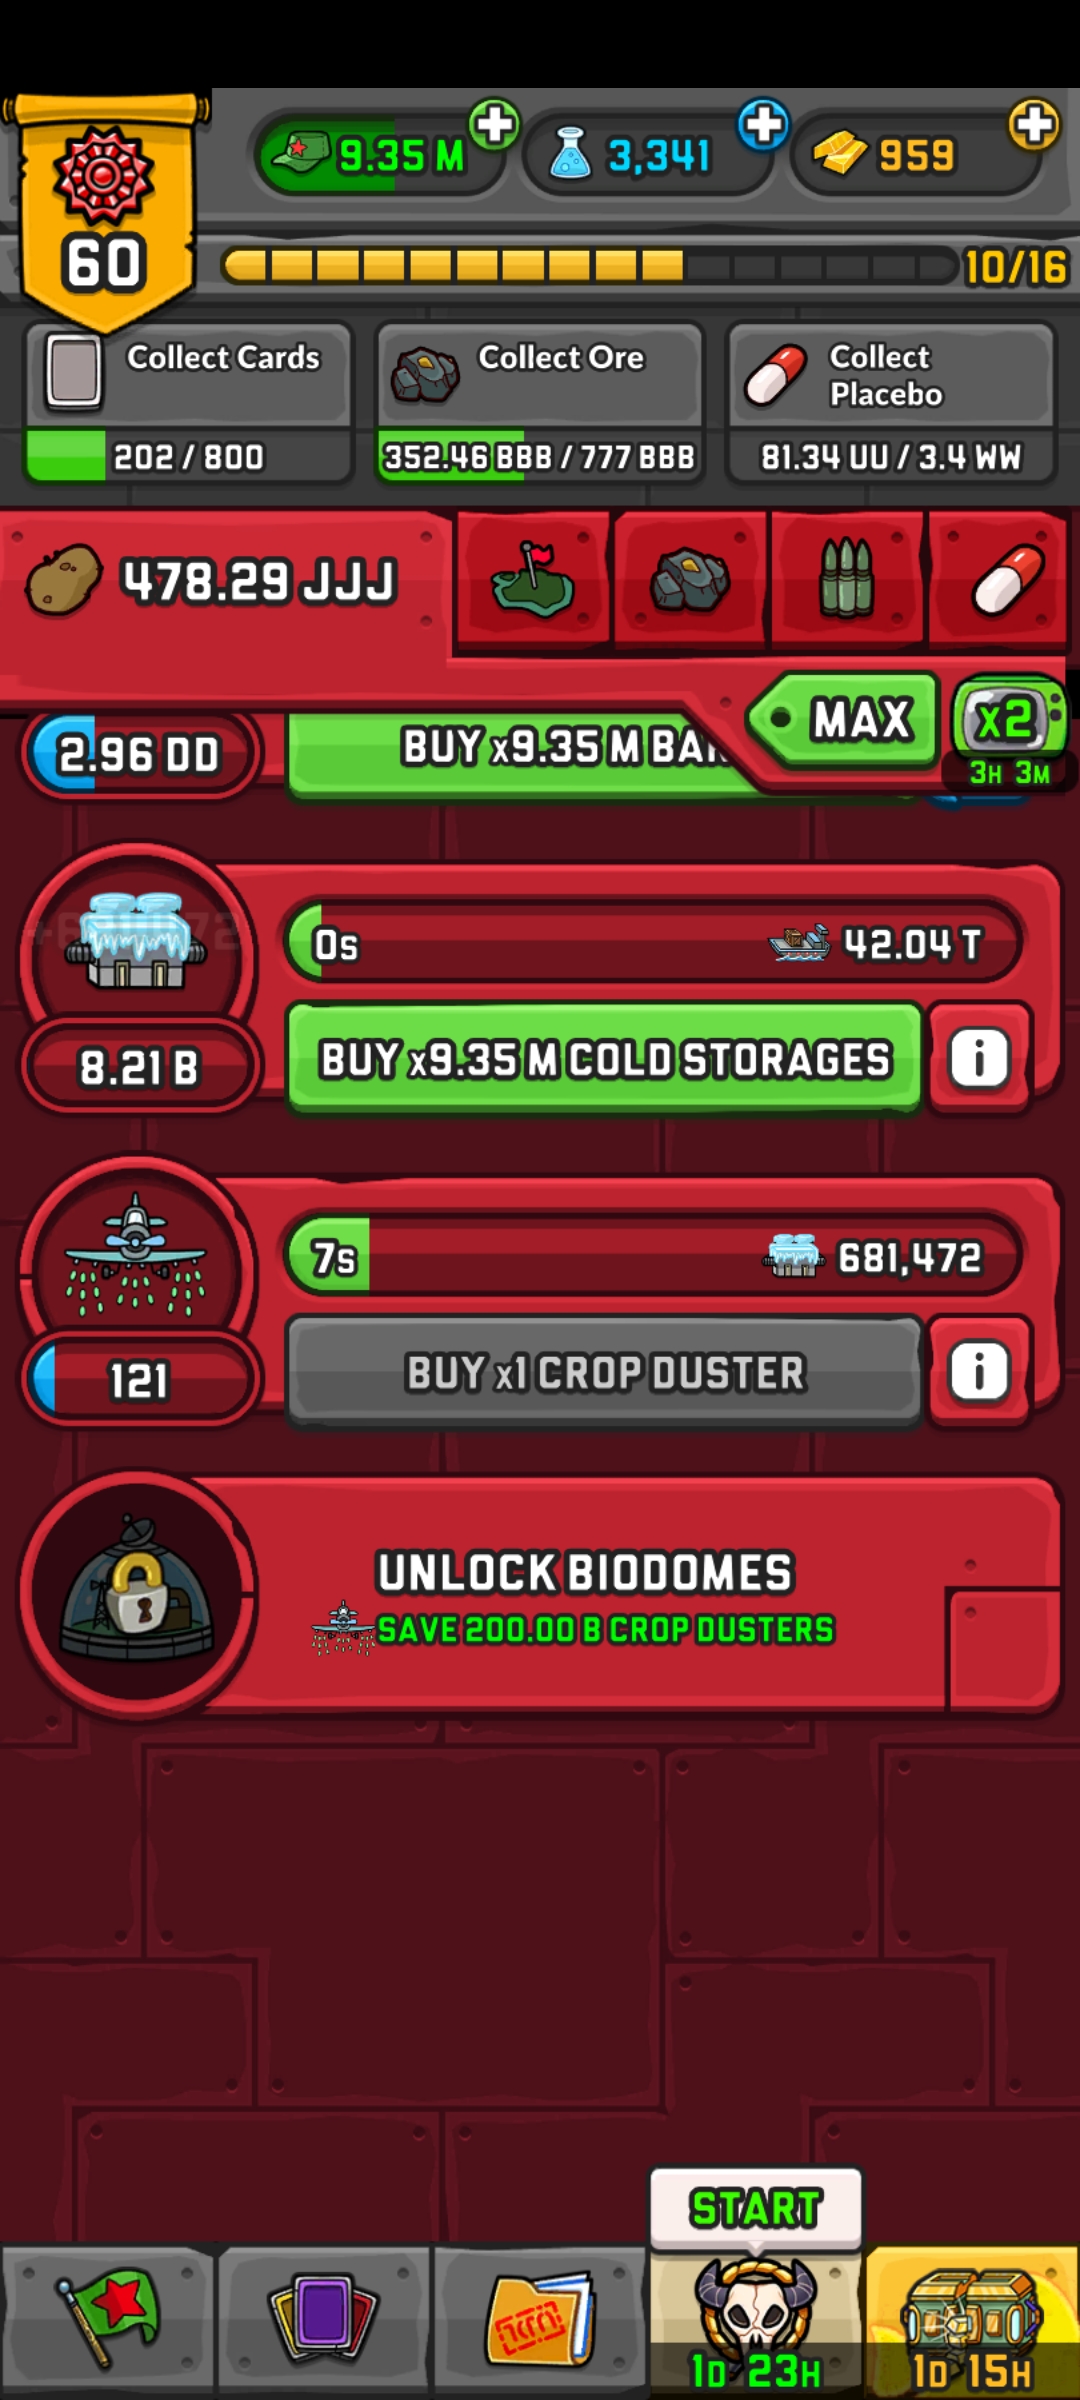 9.35 M
3,341
959
60
10/16
Collect Cards
202 / 800
Collect Ore
352.46 BBB / 777 BBB
Collect
Placebo
81.34 UU / 3.4 WW
478.29 JJJ
MAX
x2
3H 3M
2.96 DD
BUY x9.35 M
0s
42.04 T
8.21 B
BUY x9.35 M COLD STORAGES
i
7s
681,472
121
BUY x1 CROP DUSTER
i
UNLOCK BIODOMES
SAVE 200.00 B CROP DUSTERS
START
1D 23H
1D 15H